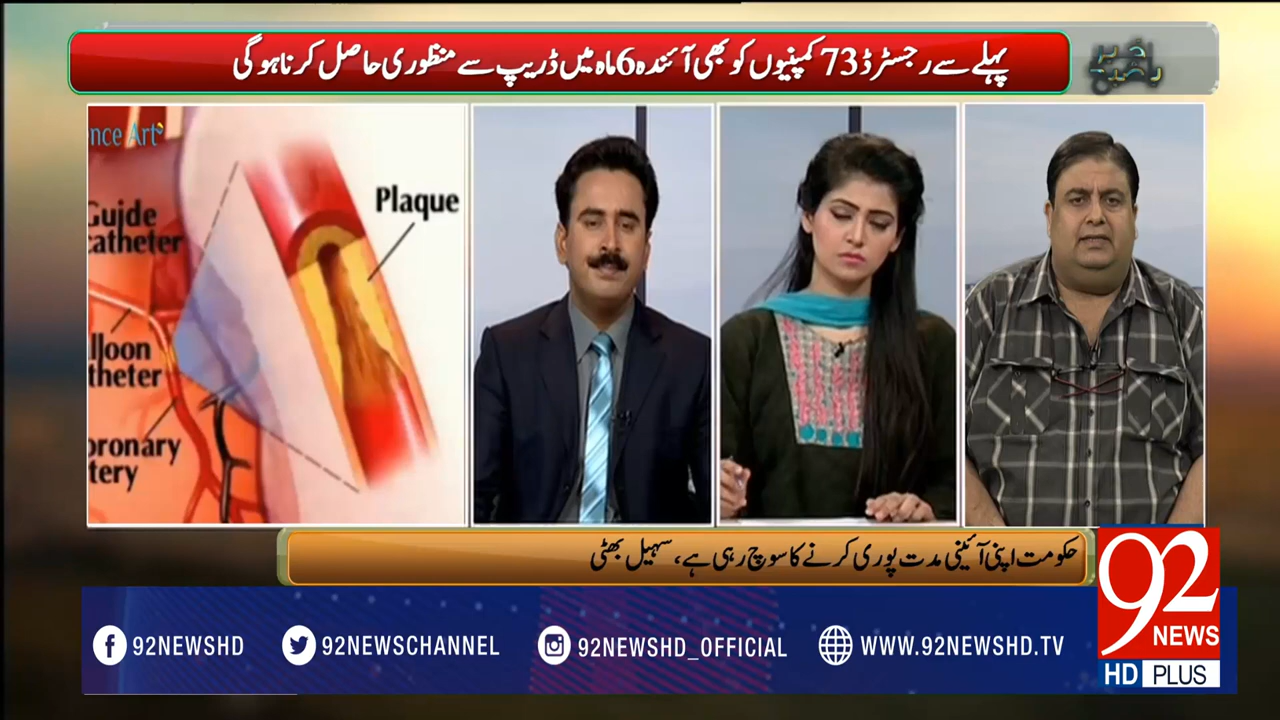 پہلے سے رجسٹرڈ 73 کمپنیوں کو بھی آئندہ 6 ماہ میں ڈریپ سے منظوری حاصل کرنا ہو گی
ence Art
Guide
catheter
Plaque
lloon
theter
oronary
tery
حکومت اپنی آئینی مدت پوری کرنے کا سوچ رہی ہے، سہیل بھٹی
92NEWSHD
92NEWSCHANNEL
92NEWSHD_OFFICIAL
WWW.92NEWSHD.TV
92
NEWS
HD PLUS